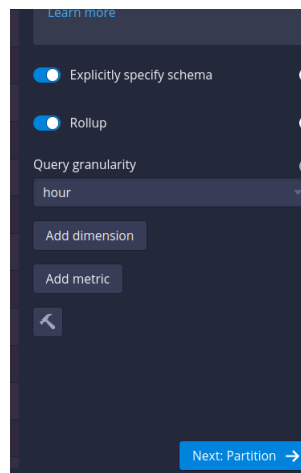 Learn more
Explicitly specify schema
Rollup
Query granularity
hour
Add dimension
Add metric
Next: Partition →